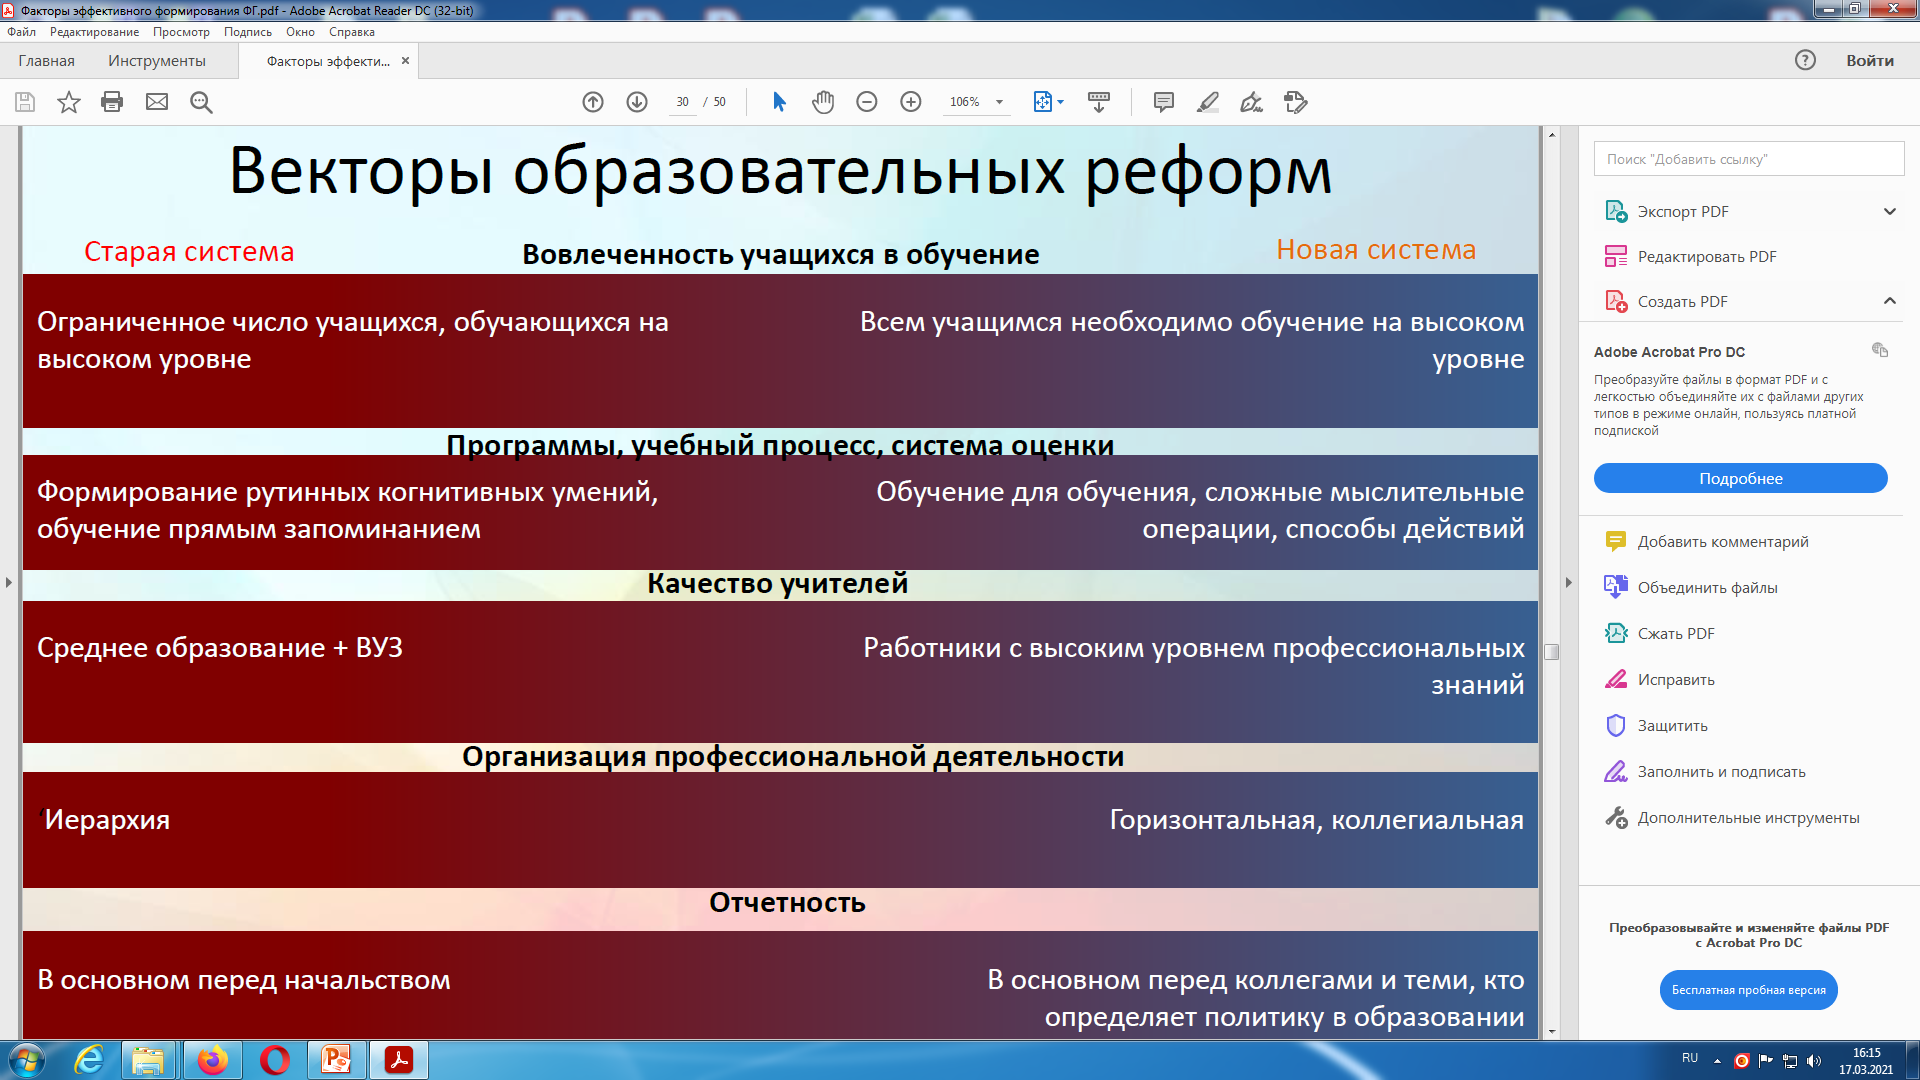 Факторы эффективного формирования ФГ.pdf - Adobe Acrobat Reader DC (32-bit)
Файл Редактирование Просмотр Подпись Окно Справка
Главная Инструменты Факторы эффекти... × ? Войти
30 / 50 106%
Векторы образовательных реформ
Старая система Вовлеченность учащихся в обучение Новая система
Ограниченное число учащихся, обучающихся на
высоком уровне
Всем учащимся необходимо обучение на высоком
уровне
Программы, учебный процесс, система оценки
Формирование рутинных когнитивных умений,
обучение прямым запоминанием
Обучение для обучения, сложные мыслительные
операции, способы действий
Качество учителей
Среднее образование + ВУЗ
Работники с высоким уровнем профессиональных
знаний
Организация профессиональной деятельности
‘Иерархия
Горизонтальная, коллегиальная
Отчетность
В основном перед начальством
В основном перед коллегами и теми, кто
определяет политику в образовании
Поиск "Добавить ссылку"
Экспорт PDF
Редактировать PDF
Создать PDF
Adobe Acrobat Pro DC
Преобразуйте файлы в формат PDF и с
легкостью объединяйте их с файлами других
типов в режиме онлайн, пользуясь платной
подпиской
Подробнее
Добавить комментарий
Объединить файлы
Сжать PDF
Исправить
Защитить
Заполнить и подписать
Дополнительные инструменты
Преобразовывайте и изменяйте файлы PDF
с Acrobat Pro DC
Бесплатная пробная версия
RU
16:15
17.03.2021